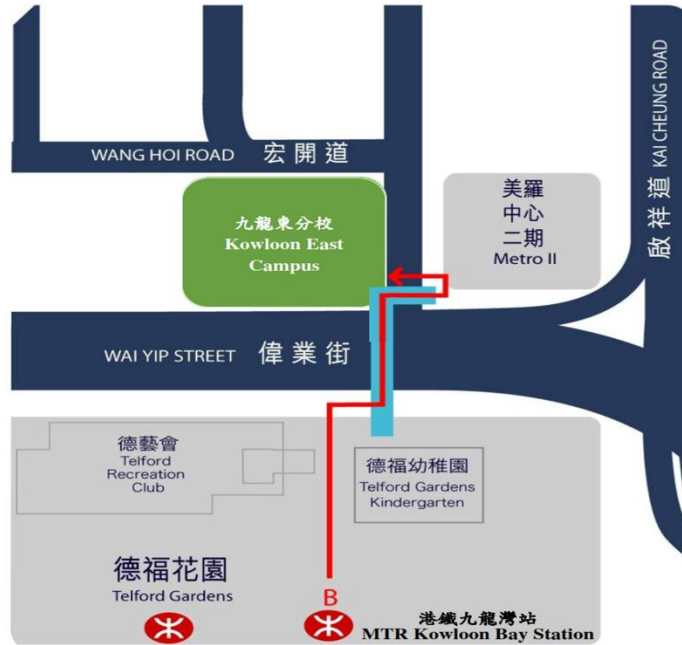 WANG HOI ROAD 宏開道
九龍東分校
Kowloon East
Campus
美羅
中心
二期
Metro II
啟祥道 KAI CHEUNG ROAD
WAI YIP STREET 偉業街
德藝會
Telford
Recreation
Club
德福幼稚園
Telford Gardens
Kindergarten
德福花園
Telford Gardens
B
港鐵九龍灣站
MTR Kowloon Bay Station